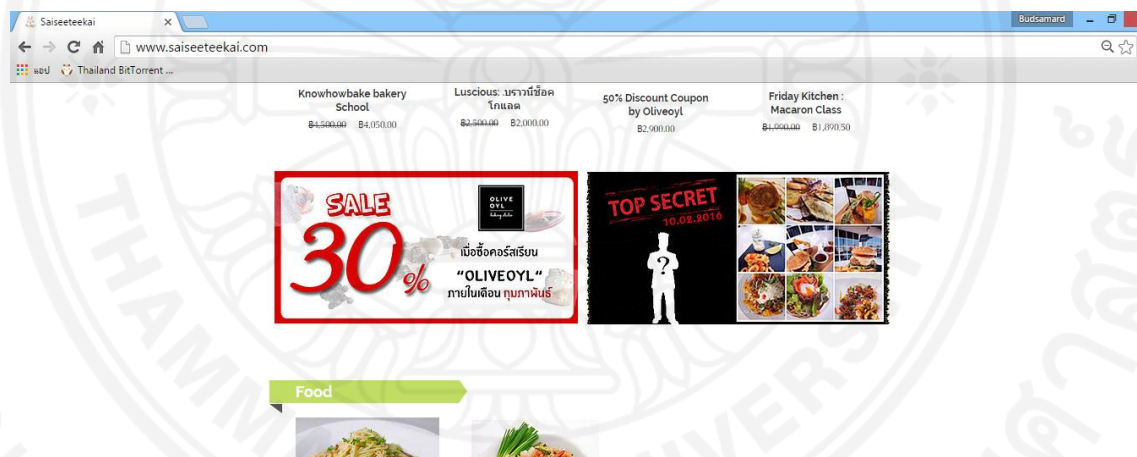 Saiseeteekai
Budsamard
www.saiseeteekai.com
แอป Thailand BitTorrent ...
Knowhowbake bakery
School
฿4,500.00 ฿4,050.00
Luscious: บราวนี่ช็อค
โกแลต
฿2,500.00 ฿2,000.00
50% Discount Coupon
by Oliveoyl
฿2,900.00
Friday Kitchen :
Macaron Class
฿1,990.00 ฿1,890.50
SALE
30%
OLIVE
OYL
เมื่อซื้อคอร์สเรียน
"OLIVEOYL"
ภายในเดือน กุมภาพันธ์
TOP SECRET
10.02.2016
?
Food